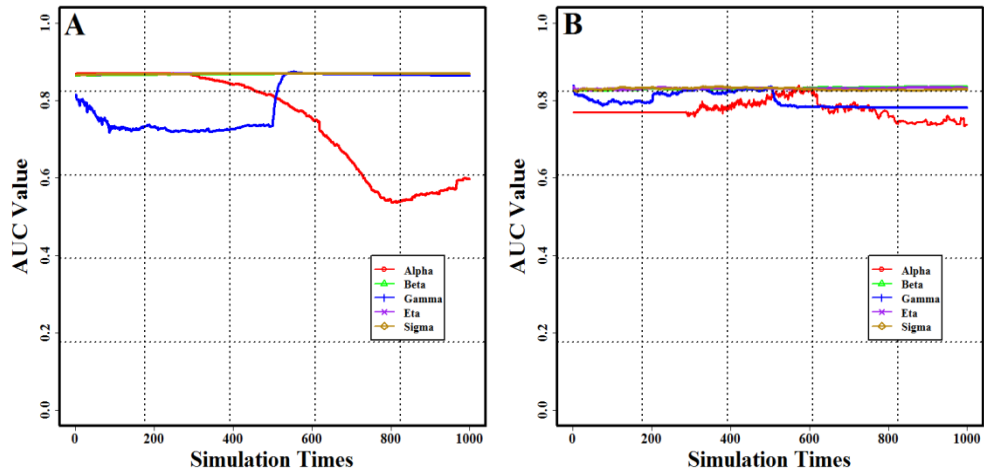 A
AUC Value
1.0
0.8
0.6
0.4
0.2
0.0
Alpha
Beta
Gamma
Eta
Sigma
0 200 400 600 800 1000
Simulation Times
B
AUC Value
1.0
0.8
0.6
0.4
0.2
0.0
Alpha
Beta
Gamma
Eta
Sigma
0 200 400 600 800 1000
Simulation Times